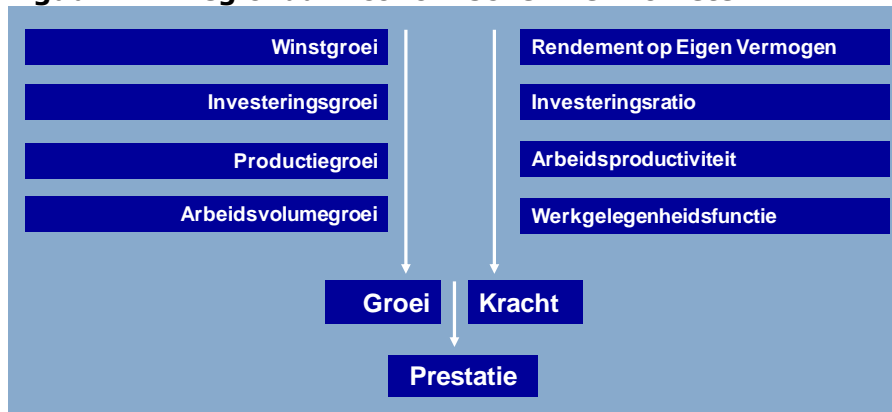 Winstgroei
Rendement op Eigen Vermogen
Investeringsgroei
Investeringsratio
Productiegroei
Arbeidsproductiviteit
Arbeidsvolumegroei
Werkgelegenheidsfunctie
Groei
Kracht
Prestatie